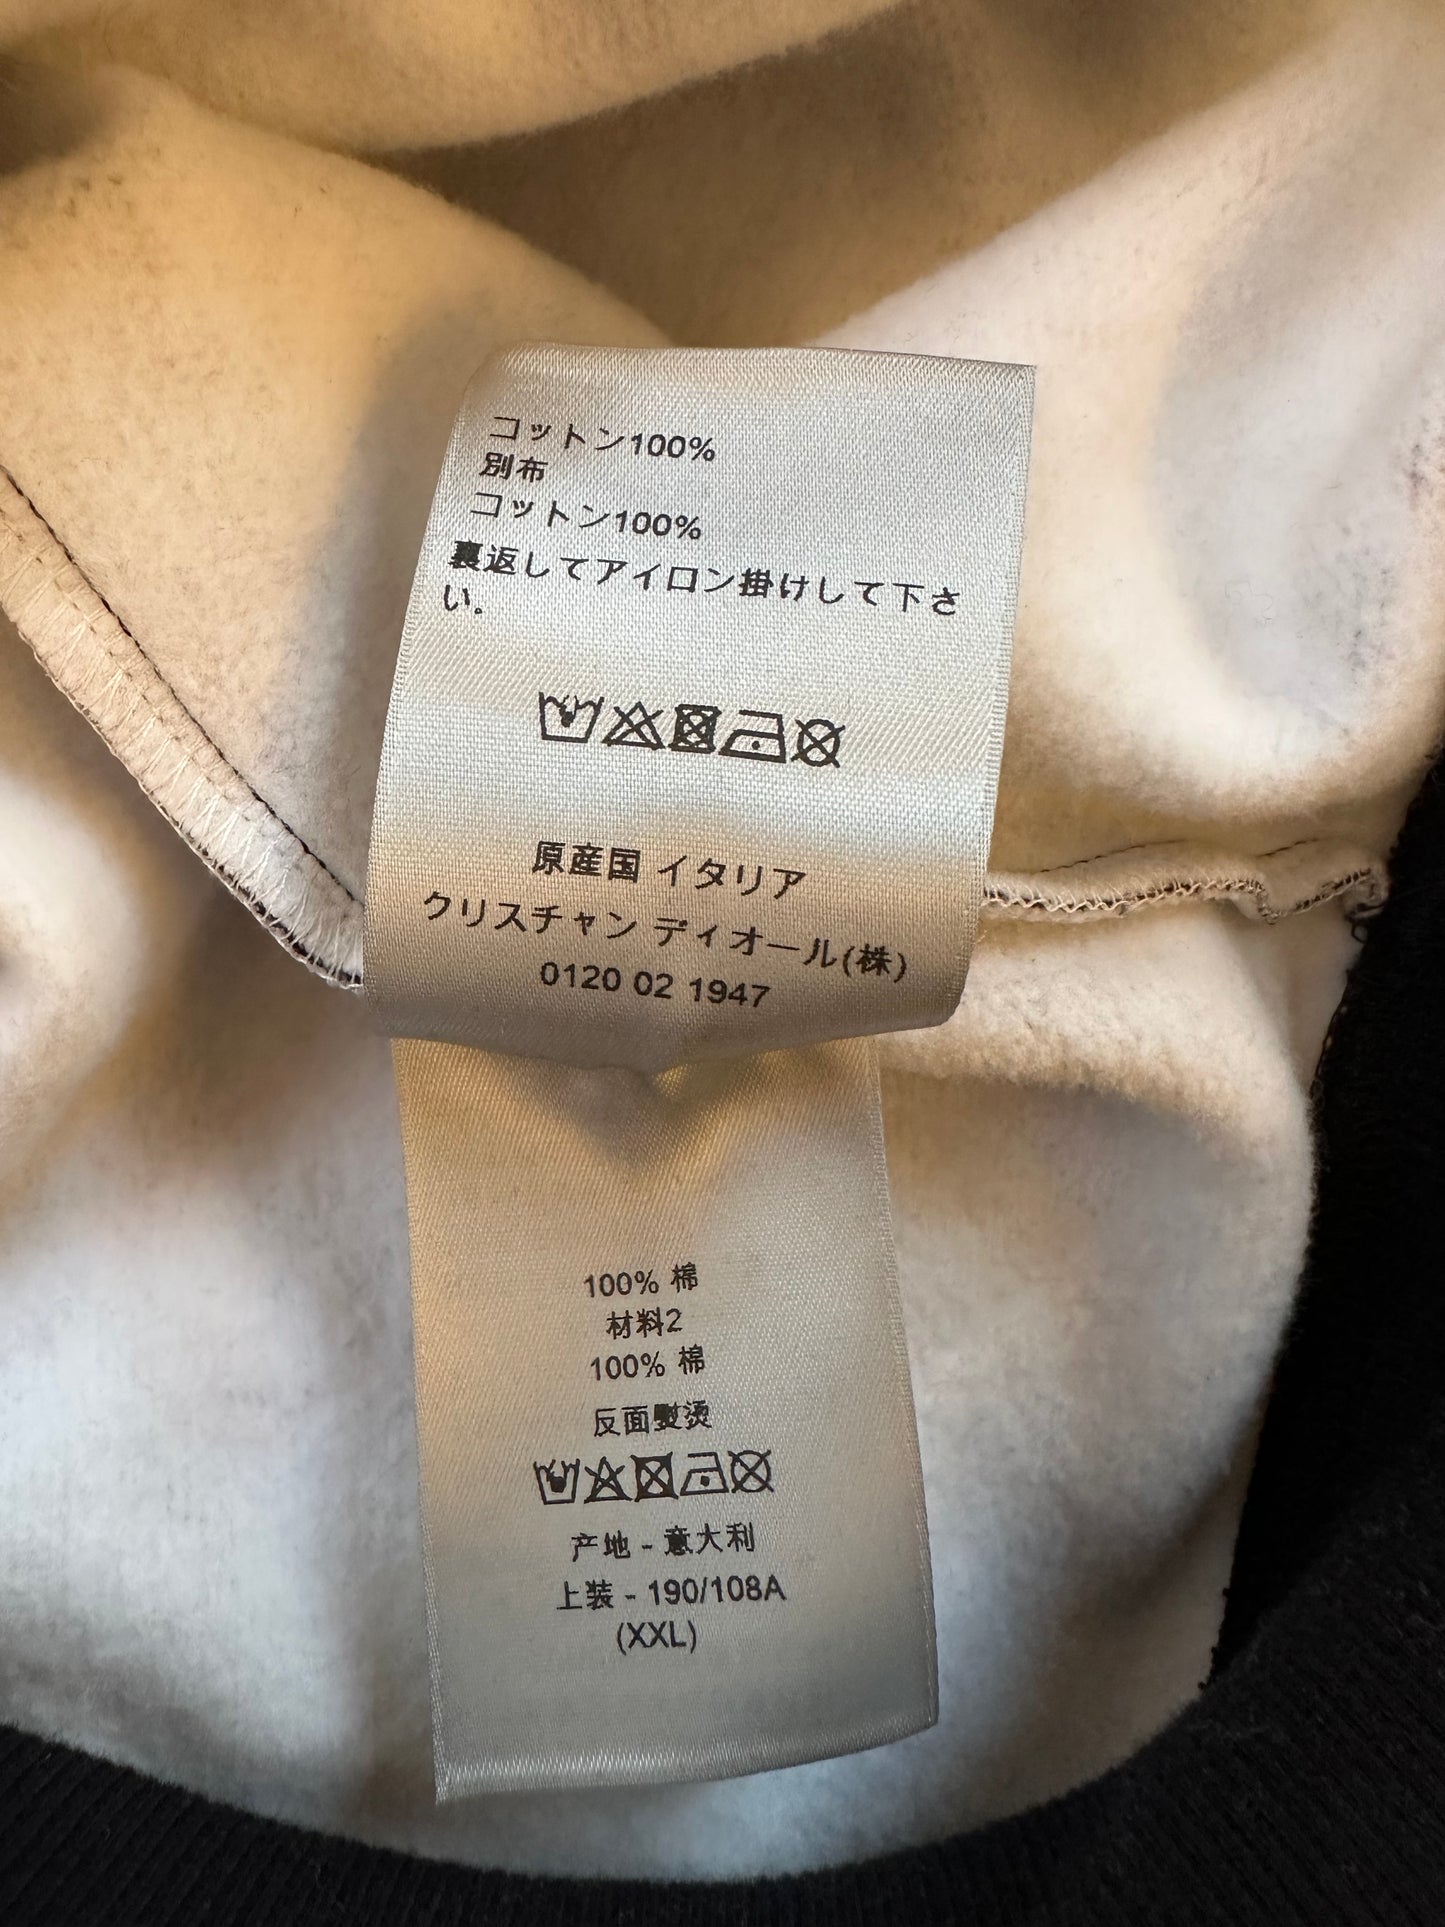 コットン100%
別布
コットン100%
裏返してアイロン掛けして下さ
い。
原産国 イタリア
クリスチャン ディオール(株)
0120 02 1947
100% 棉
材料2
100% 棉
反面熨烫
产地 - 意大利
上装 - 190/108A
(XXL)